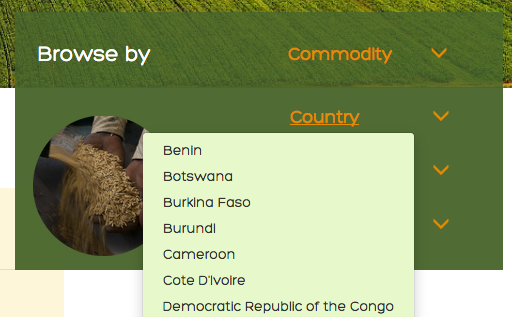 Browse by
Commodity
Country
Benin
Botswana
Burkina Faso
Burundi
Cameroon
Cote D'Ivoire
Democratic Republic of the Congo